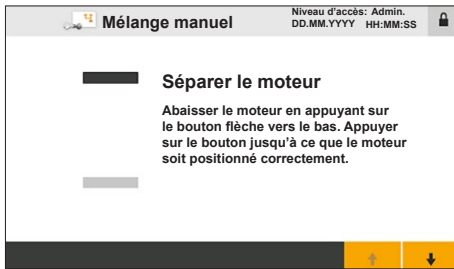 Mélange manuel
Niveau d'accès: Admin.
DD.MM.YYYY HH:MM:SS
Séparer le moteur
Abaisser le moteur en appuyant sur
le bouton flèche vers le bas. Appuyer
sur le bouton jusqu'à ce que le moteur
soit positionné correctement.